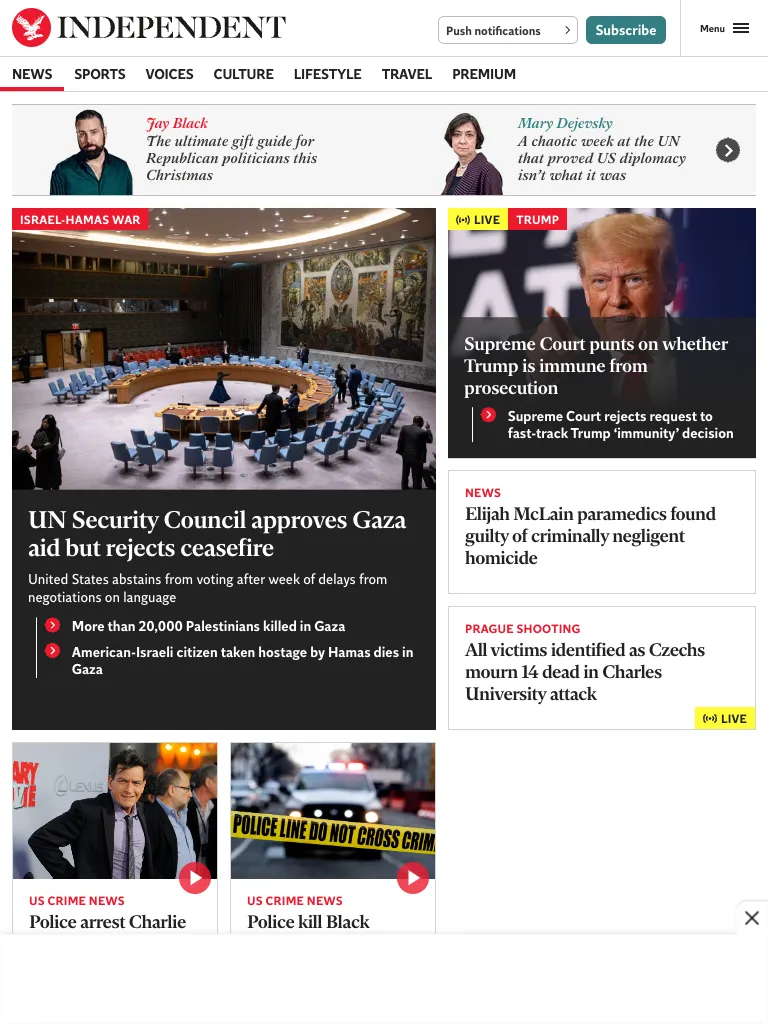 INDEPENDENT
Push notifications
Subscribe
Menu
NEWS SPORTS VOICES CULTURE LIFESTYLE TRAVEL PREMIUM
Jay Black
The ultimate gift guide for
Republican politicians this
Christmas
Mary Dejevsky
A chaotic week at the UN
that proved US diplomacy
isn't what it was
ISRAEL-HAMAS WAR
UN Security Council approves Gaza
aid but rejects ceasefire
United States abstains from voting after week of delays from
negotiations on language
More than 20,000 Palestinians killed in Gaza
American-Israeli citizen taken hostage by Hamas dies in
Gaza
LIVE TRUMP
Supreme Court punts on whether
Trump is immune from
prosecution
Supreme Court rejects request to
fast-track Trump ‘immunity’ decision
NEWS
Elijah McLain paramedics found
guilty of criminally negligent
homicide
PRAGUE SHOOTING
All victims identified as Czechs
mourn 14 dead in Charles
University attack
LIVE
LEXUS
US CRIME NEWS
Police arrest Charlie
POLICE LINE DO NOT CROSS CRIM
US CRIME NEWS
Police kill Black